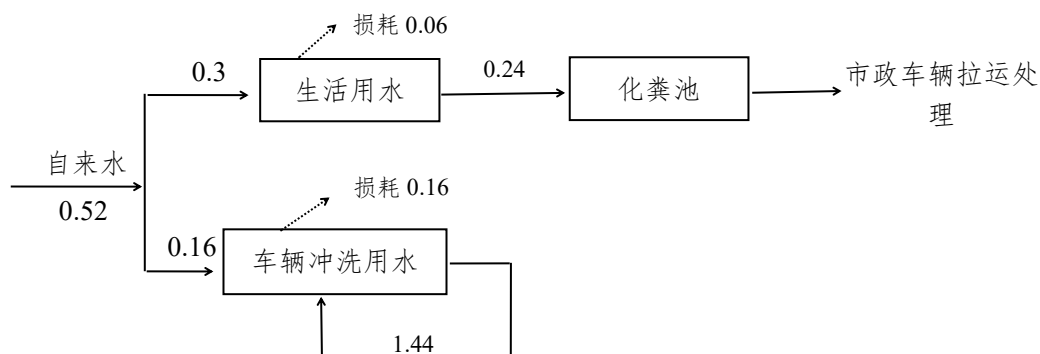 损耗 0.06
0.3
生活用水
0.24
化粪池
市政车辆拉运处
理
自来水
0.52
损耗 0.16
0.16
车辆冲洗用水
1.44